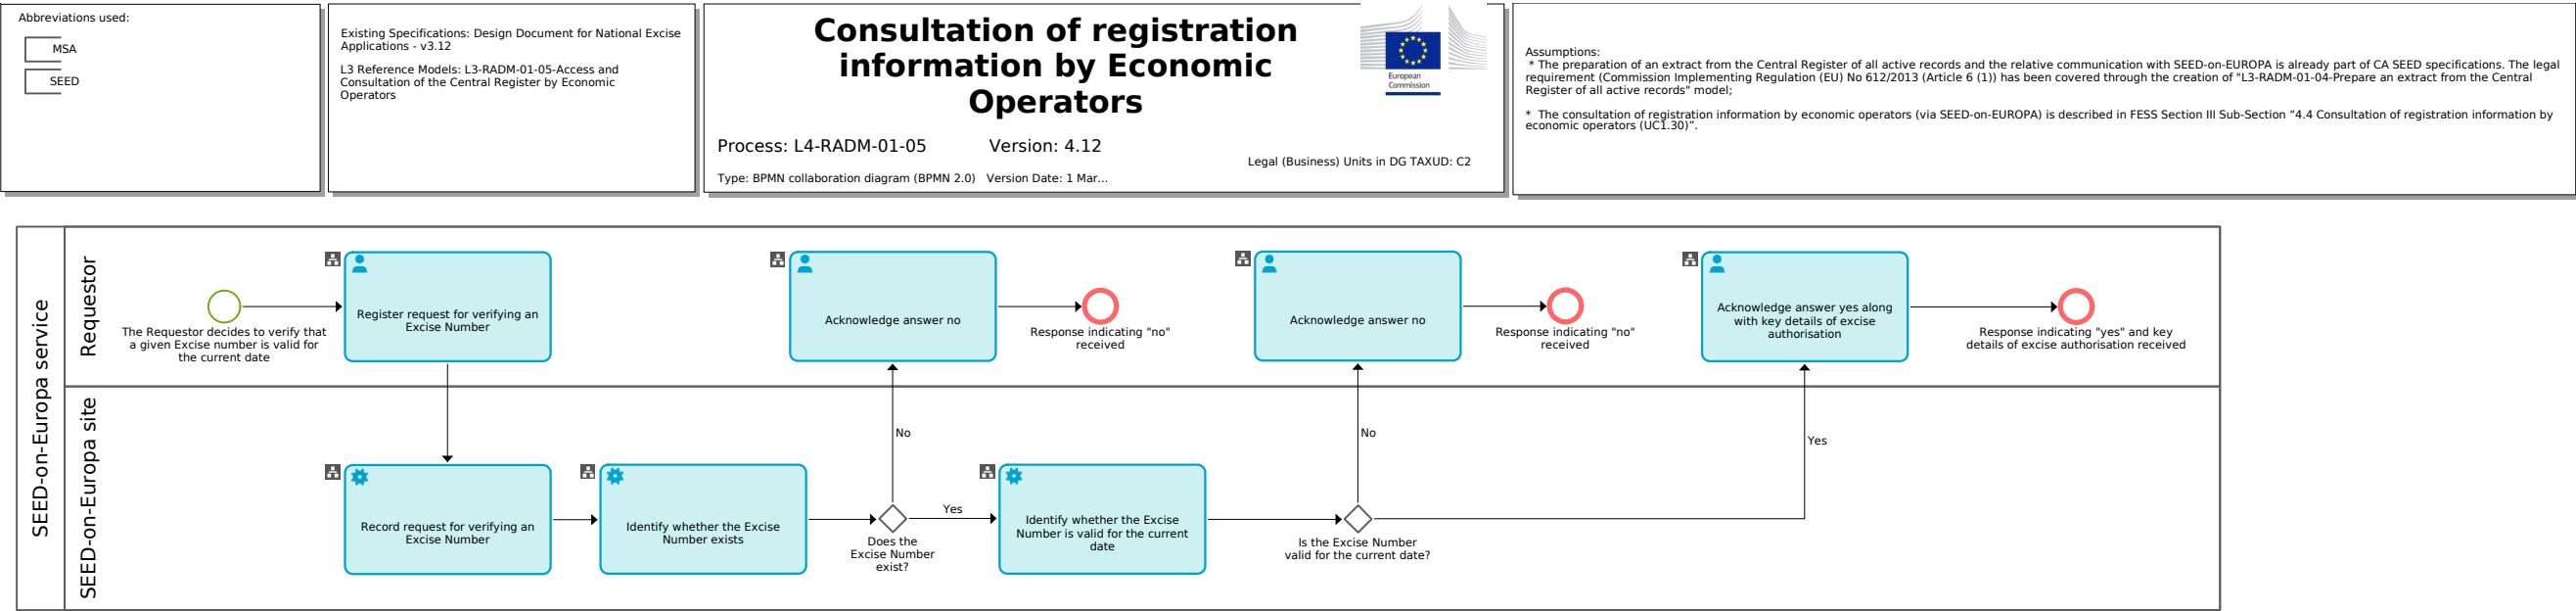 Abbreviations used:
MSA
SEED
Existing Specifications: Design Document for National Excise
Applications - v3.12
L3 Reference Models: L3-RADM-01-05-Access and
Consultation of the Central Register by Economic
Operators
Consultation of registration
information by Economic
Operators
European
Commission
Process: L4-RADM-01-05
Version: 4.12
Legal (Business) Units in DG TAXUD: C2
Type: BPMN collaboration diagram (BPMN 2.0)
Version Date: 1 Mar...
Assumptions:
* The preparation of an extract from the Central Register of all active records and the relative communication with SEED-on-EUROPA is already part of CA SEED specifications. The legal
requirement (Commission Implementing Regulation (EU) No 612/2013 (Article 6 (1)) has been covered through the creation of "L3-RADM-01-04-Prepare an extract from the Central
Register of all active records" model;
* The consultation of registration information by economic operators (via SEED-on-EUROPA) is described in FESS Section III Sub-Section “4.4 Consultation of registration information by
economic operators (UC1.30)”.
SEED-on-Europa service
Requestor
The Requestor decides to verify that
a given Excise number is valid for
the current date
Register request for verifying an
Excise Number
Acknowledge answer no
Response indicating "no"
received
Acknowledge answer no
Response indicating "no"
received
Acknowledge answer yes along
with key details of excise
authorisation
Response indicating "yes" and key
details of excise authorisation received
SEED-on-Europa site
Record request for verifying an
Excise Number
Identify whether the Excise
Number exists
No
Yes
Does the
Excise Number
exist?
Identify whether the Excise
Number is valid for the current
date
No
Is the Excise Number
valid for the current date?
Yes